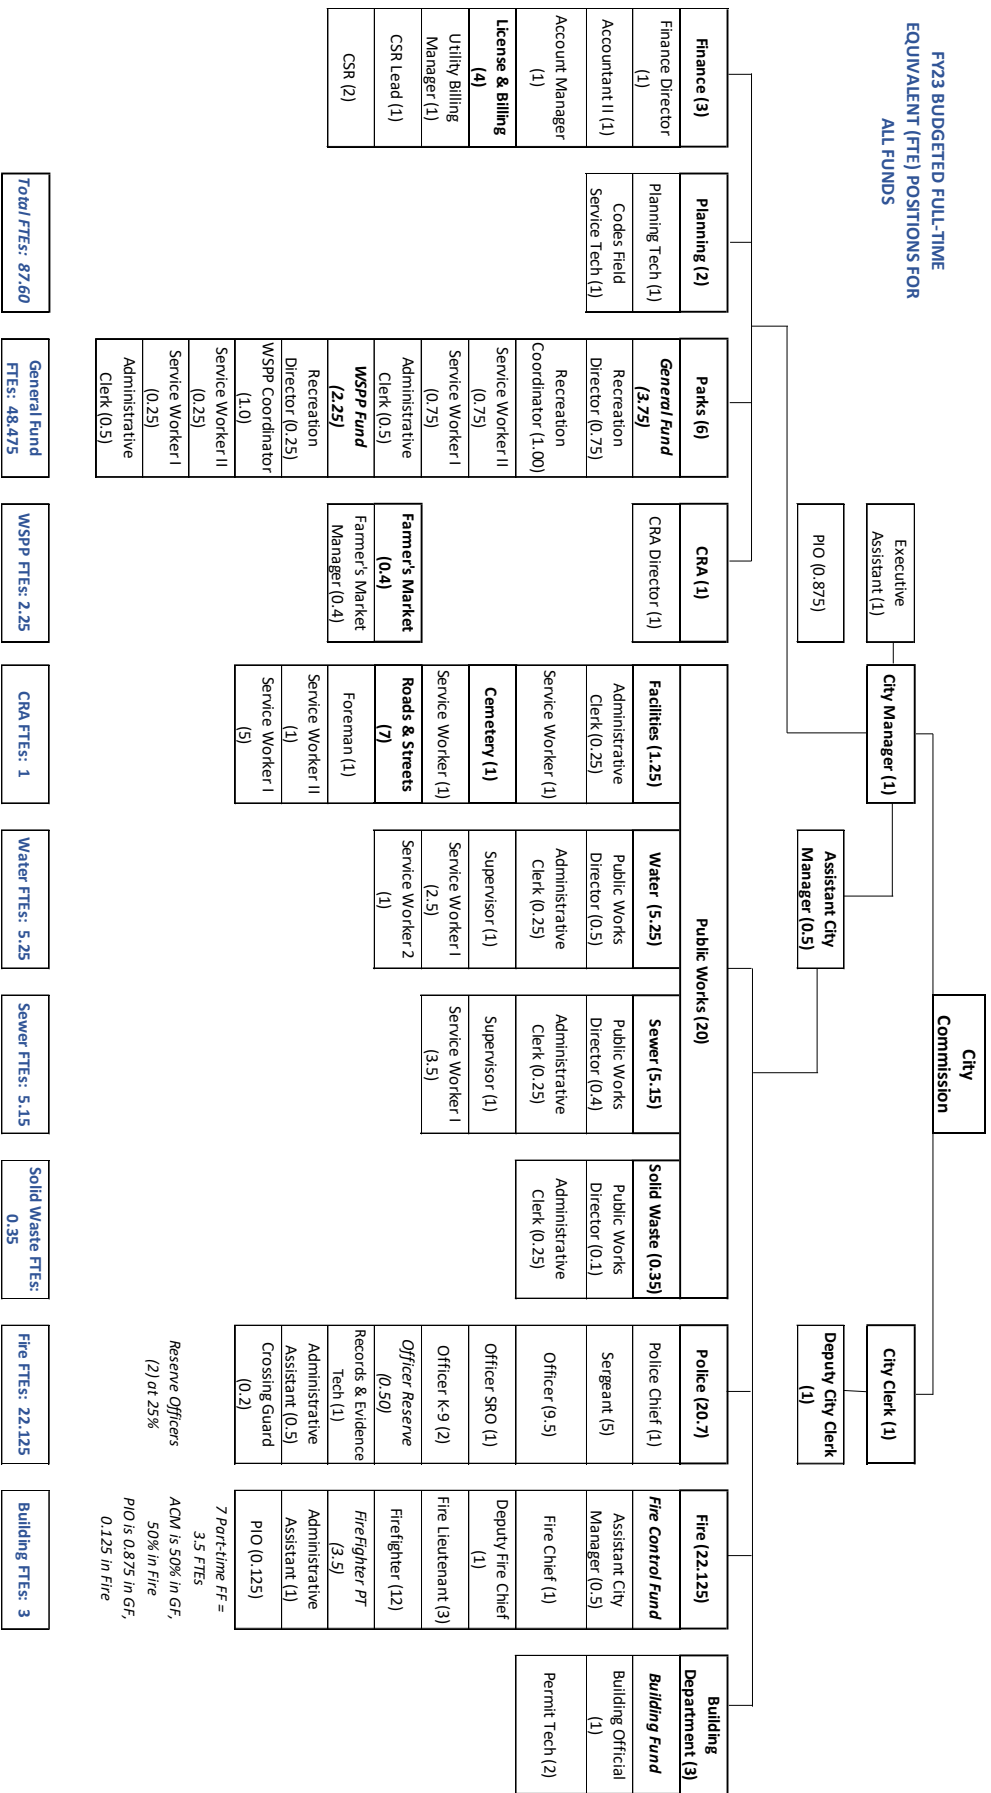 FY23 BUDGETED FULL-TIME
EQUIVALENT (FTE) POSITIONS FOR
ALL FUNDS
City
Commission
Executive
Assistant (1)
City Manager (1)
City Clerk (1)
PIO (0.875)
Assistant City
Manager (0.5)
Deputy City Clerk
(1)
Finance (3)
Finance Director
(1)
Accountant II (1)
Account Manager
(1)
License & Billing
(4)
Utility Billing
Manager (1)
CSR Lead (1)
CSR (2)
Planning (2)
Planning Tech (1)
Codes Field
Service Tech (1)
Parks (6)
General Fund
(3.75)
Recreation
Director (0.75)
Recreation
Coordinator (1.00)
Service Worker II
(0.75)
Service Worker I
(0.75)
Administrative
Clerk (0.5)
WSPP Fund
(2.25)
Recreation
Director (0.25)
WSPP Coordinator
(1.0)
Service Worker II
(0.25)
Service Worker I
(0.25)
Administrative
Clerk (0.5)
CRA (1)
CRA Director (1)
Farmer's Market
(0.4)
Farmer's Market
Manager (0.4)
Public Works (20)
Facilities (1.25)
Administrative
Clerk (0.25)
Service Worker (1)
Cemetery (1)
Service Worker (1)
Roads & Streets
(7)
Foreman (1)
Service Worker II
(1)
Service Worker I
(5)
Water (5.25)
Public Works
Director (0.5)
Administrative
Clerk (0.25)
Supervisor (1)
Service Worker I
(2.5)
Service Worker 2
(1)
Sewer (5.15)
Public Works
Director (0.4)
Administrative
Clerk (0.25)
Supervisor (1)
Service Worker I
(3.5)
Solid Waste (0.35)
Public Works
Director (0.1)
Administrative
Clerk (0.25)
Police (20.7)
Police Chief (1)
Sergeant (5)
Officer (9.5)
Officer SRO (1)
Officer K-9 (2)
Officer Reserve
(0.50)
Records & Evidence
Tech (1)
Administrative
Assistant (0.5)
Crossing Guard
(0.2)
Reserve Officers
(2) at 25%
Fire (22.125)
Fire Control Fund
Assistant City
Manager (0.5)
Fire Chief (1)
Deputy Fire Chief
(1)
Fire Lieutenant (3)
Firefighter (12)
FireFighter PT
(3.5)
Administrative
Assistant (1)
PIO (0.125)
7 Part-time FF =
3.5 FTEs
ACM is 50% in GF,
50% in Fire
PIO is 0.875 in GF,
0.125 in Fire
Building
Department (3)
Building Fund
Building Official
(1)
Permit Tech (2)
Total FTEs: 87.60
General Fund
FTEs: 48.475
WSPP FTEs: 2.25
CRA FTEs: 1
Water FTEs: 5.25
Sewer FTEs: 5.15
Solid Waste FTEs:
0.35
Fire FTEs: 22.125
Building FTEs: 3